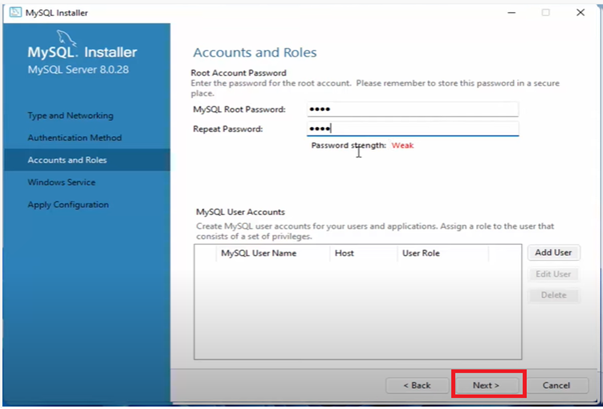 MySQL Installer
MySQL. Installer
MySQL Server 8.0.28
Type and Networking
Authentication Method
Accounts and Roles
Windows Service
Apply Configuration
Accounts and Roles
Root Account Password
Enter the password for the root account. Please remember to store this password in a secure
place.
MySQL Root Password: ••••
Repeat Password: ••••
Password strength: Weak
MySQL User Accounts
Create MySQL user accounts for your users and applications. Assign a role to the user that
consists of a set of privileges.
MySQL User Name Host User Role
Add User
Edit User
Delete
< Back Next > Cancel